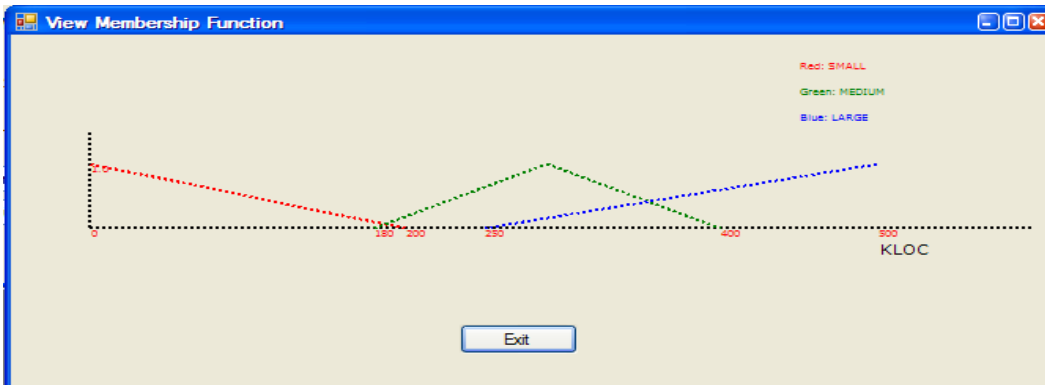 View Membership Function
Red: SMALL
Green: MEDIUM
Blue: LARGE
1.0
0 180 200 250 400 500
KLOC
Exit